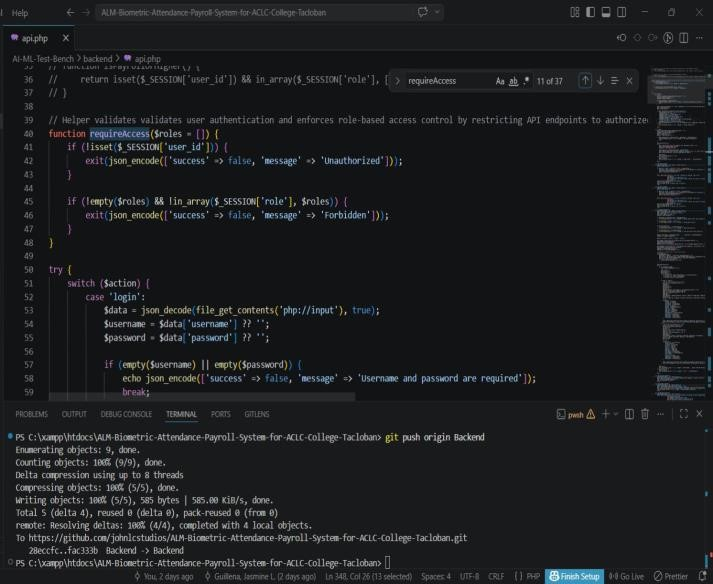 Help
ALM-Biometric-Attendance-Payroll-System-for-ACLC-College-Tacloban
api.php
AI-ML-Test-Bench > backend > api.php
requireAccess
Aa ab .* 11 of 37
35 // function isPayrollOrHigher() {
36 //     return isset($_SESSION['user_id']) && in_array($_SESSION['role'], [
37 // }
38
39 // Helper validates validates user authentication and enforces role-based access control by restricting API endpoints to authorize
40 function requireAccess($roles = []) {
41     if (!isset($_SESSION['user_id'])) {
42         exit(json_encode(['success' => false, 'message' => 'Unauthorized']));
43     }
44
45     if (!empty($roles) && !in_array($_SESSION['role'], $roles)) {
46         exit(json_encode(['success' => false, 'message' => 'Forbidden']));
47     }
48 }
49
50 try {
51     switch ($action) {
52         case 'login':
53             $data = json_decode(file_get_contents('php://input'), true);
54             $username = $data['username'] ?? '';
55             $password = $data['password'] ?? '';
56
57             if (empty($username) || empty($password)) {
58                 echo json_encode(['success' => false, 'message' => 'Username and password are required']);
59                 break;
PROBLEMS OUTPUT DEBUG CONSOLE TERMINAL PORTS GITLENS
pwsh
PS C:\xampp\htdocs\ALM-Biometric-Attendance-Payroll-System-for-ACLC-College-Tacloban> git push origin Backend
Enumerating objects: 9, done.
Counting objects: 100% (9/9), done.
Delta compression using up to 8 threads
Compressing objects: 100% (5/5), done.
Writing objects: 100% (5/5), 585 bytes | 585.00 KiB/s, done.
Total 5 (delta 4), reused 0 (delta 0), pack-reused 0 (from 0)
remote: Resolving deltas: 100% (4/4), completed with 4 local objects.
To https://github.com/johnlcstudios/ALM-Biometric-Attendance-Payroll-System-for-ACLC-College-Tacloban.git
   28eccfc..fac333b  Backend -> Backend
PS C:\xampp\htdocs\ALM-Biometric-Attendance-Payroll-System-for-ACLC-College-Tacloban>
You, 2 days ago Guillena, Jasmine L. (2 days ago) Ln 348, Col 26 (13 selected) Spaces: 4 UTF-8 CRLF { } PHP Finish Setup Go Live Prettier